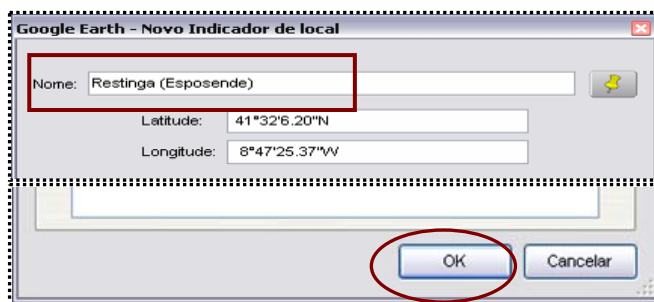 Google Earth - Novo Indicador de local
Nome: Restinga (Esposende)
Latitude: 41°32'6.20"N
Longitude: 8°47'25.37"W
OK Cancelar